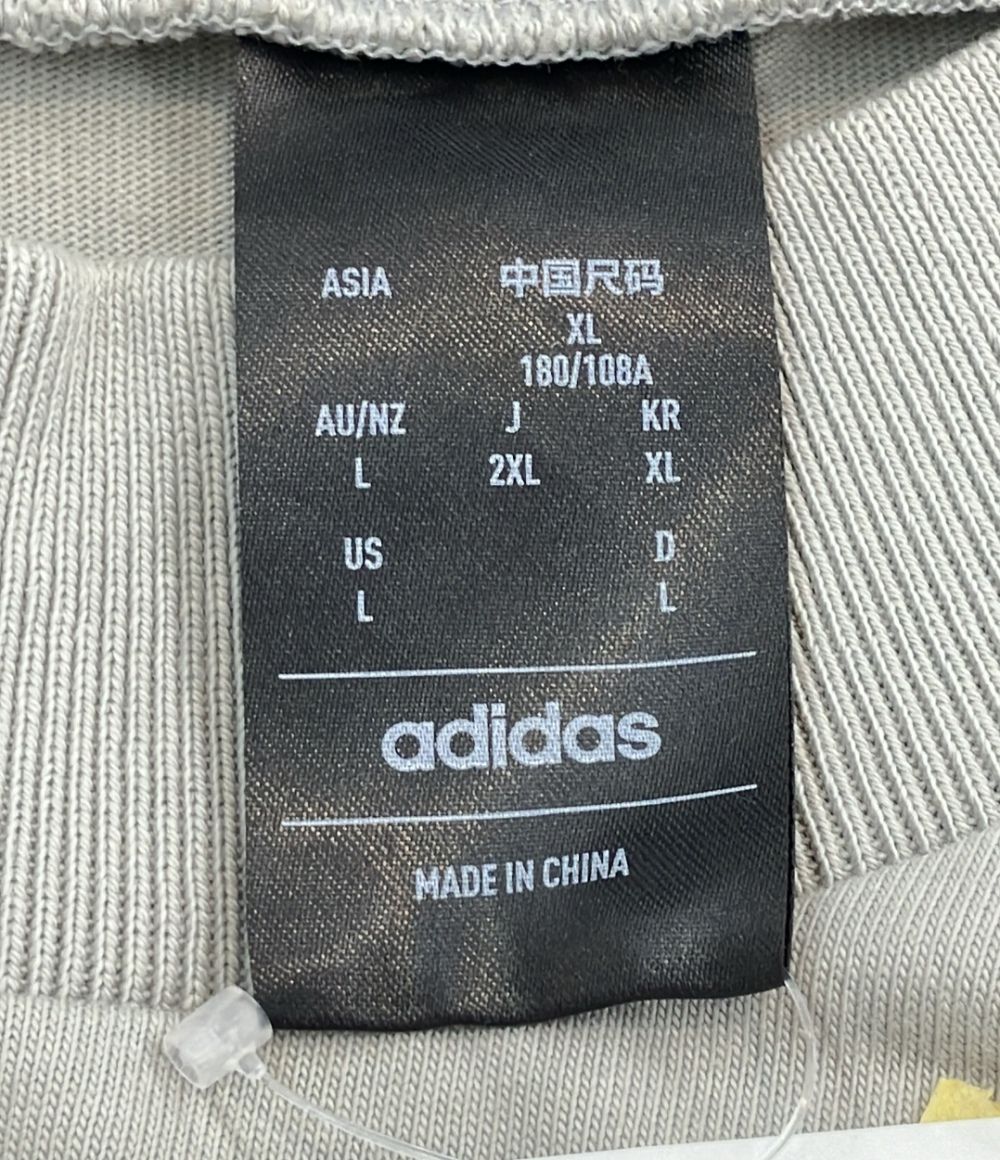 ASIA 中国尺码
XL
180/108A
AU/NZ J KR
L 2XL XL
US D
L L
adidas
MADE IN CHINA